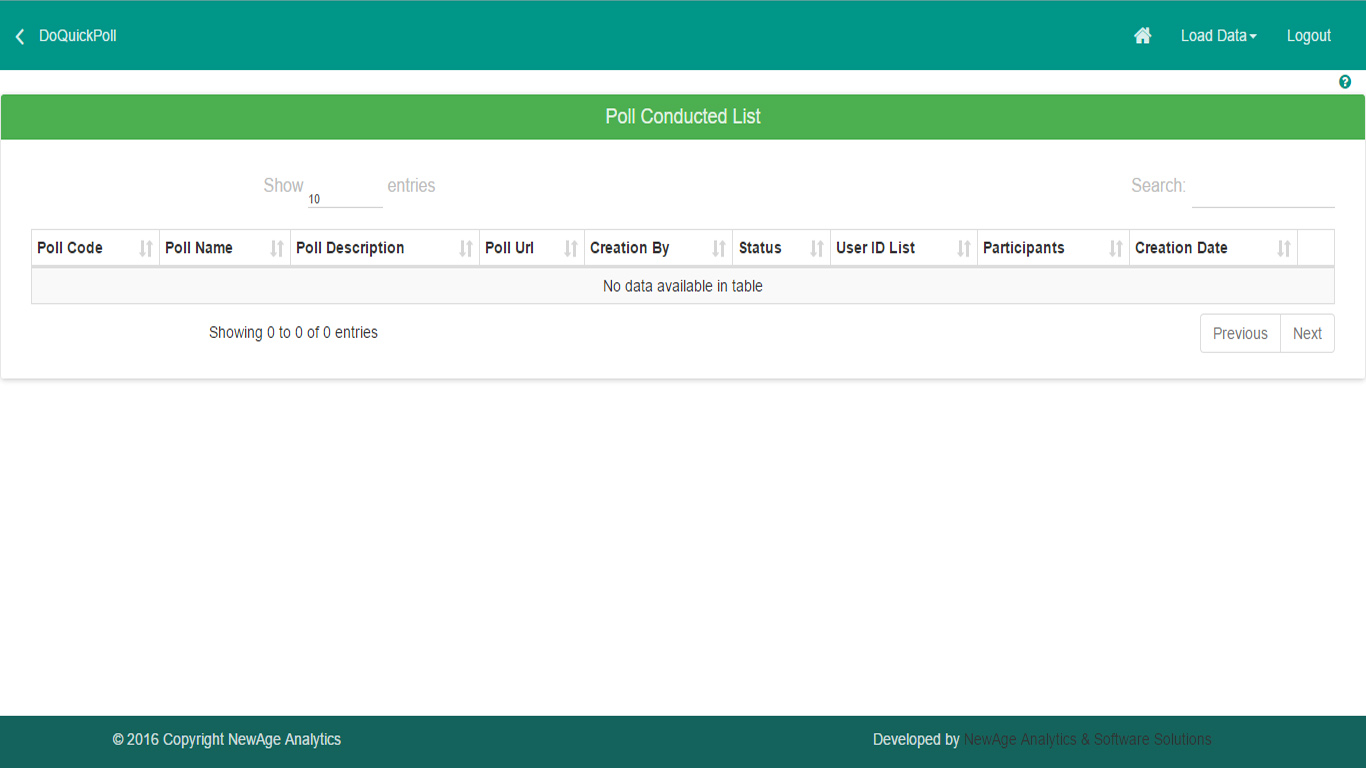 DoQuickPoll Load Data Logout
Poll Conducted List
Show 10 entries Search:
Poll Code Poll Name Poll Description Poll Url Creation By Status User ID List Participants Creation Date
No data available in table
Showing 0 to 0 of 0 entries Previous Next
© 2016 Copyright NewAge Analytics Developed by NewAge Analytics & Software Solutions